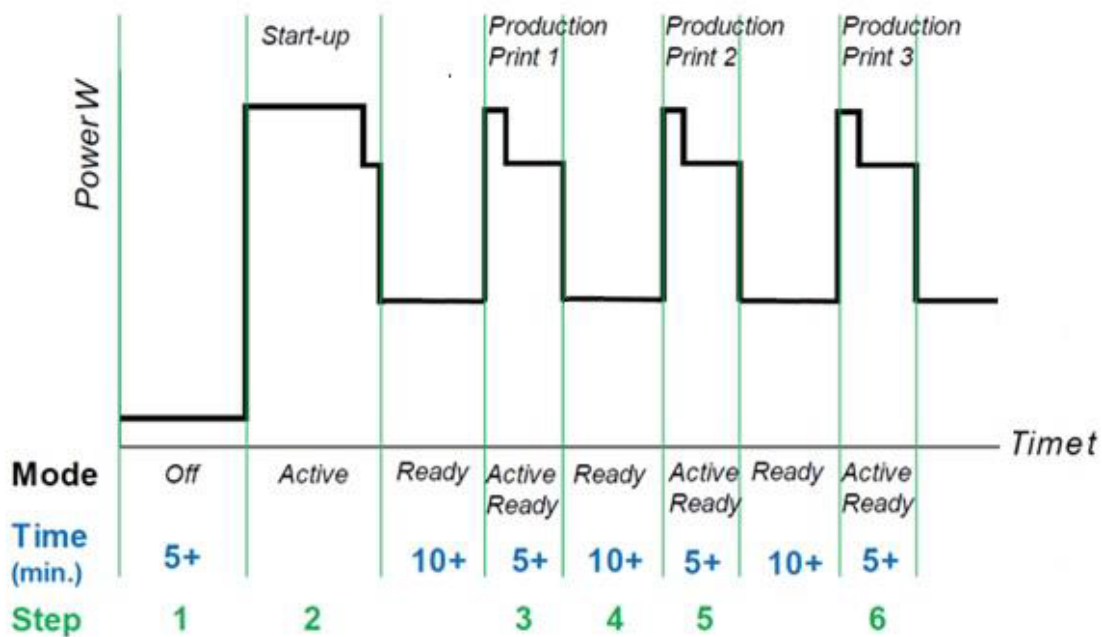 Start-up
Production
Print 1
Production
Print 2
Production
Print 3
Power W
Time t
Mode Off Active Ready Active Ready Ready Active Ready Ready Active Ready
Time (min.) 5+ 10+ 5+ 10+ 5+ 10+ 5+
Step 1 2 3 4 5 6